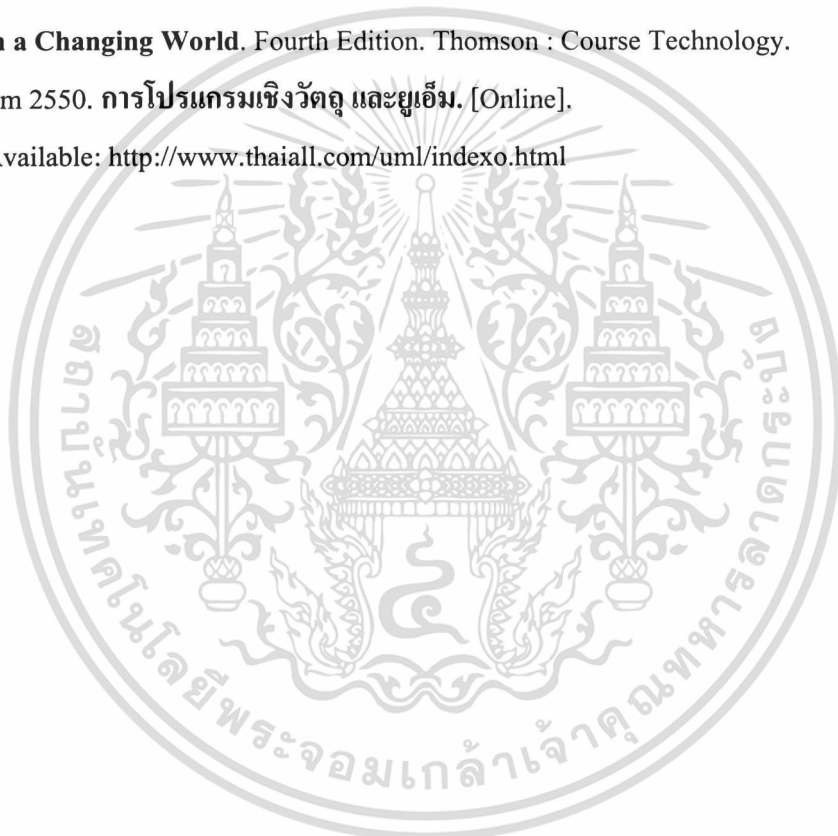 a Changing World. Fourth Edition. Thomson : Course Technology.
m 2550. การโปรแกรมเชิงวัตถุ และยูเอ็ม. [Online].
vailable: http://www.thaiall.com/uml/indexo.html
สถาบันเทคโนโลยีพระจอมเกล้าเจ้าคุณทหารลาดกระบัง